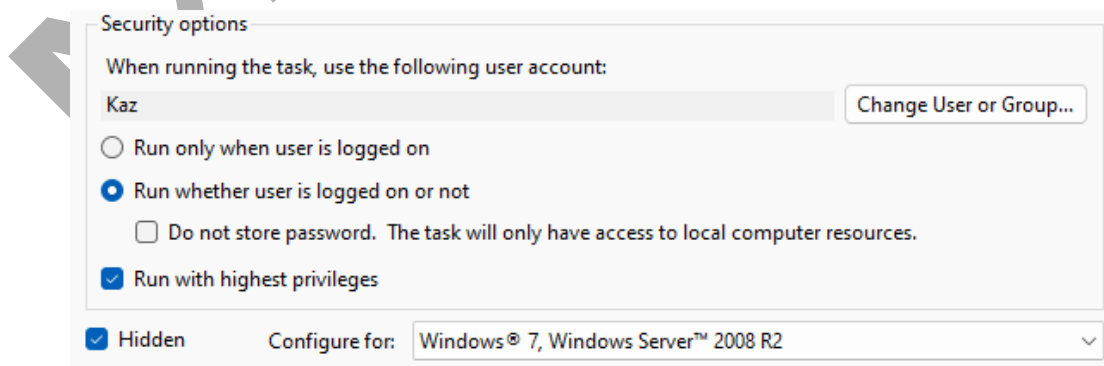 Security options
When running the task, use the following user account:
Kaz
Change User or Group...
Run only when user is logged on
Run whether user is logged on or not
Do not store password. The task will only have access to local computer resources.
Run with highest privileges
Hidden
Configure for: Windows® 7, Windows Server™ 2008 R2